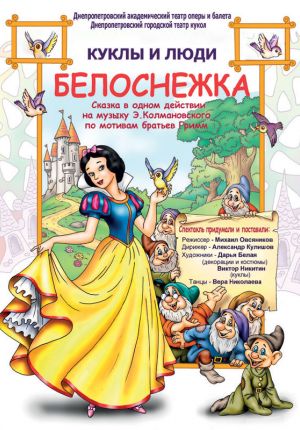 Днепропетровский академический театр оперы и балета
Днепропетровский городской театр кукол
КУКЛЫ И ЛЮДИ
БЕЛОСНЕЖКА
Сказка в одном действии
на музыку Э.Колмановского
по мотивам братьев Гримм
Спектакль придумали и поставили:
Режиссер - Михаил Овсяников
Дирижер - Александр Кулишов
Художники - Дарья Белая
(декорации и костюмы)
Виктор Никитин
(куклы)
Танцы - Вера Николаева